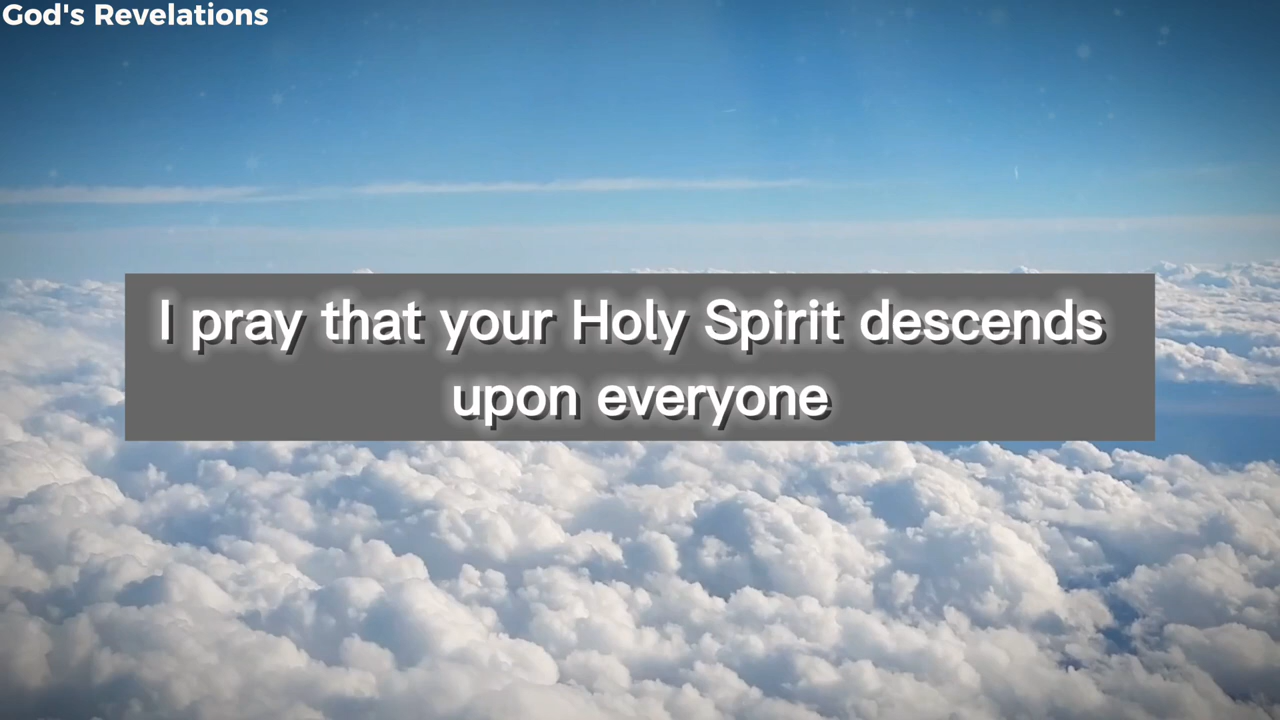 God's Revelations
I pray that your Holy Spirit descends
upon everyone